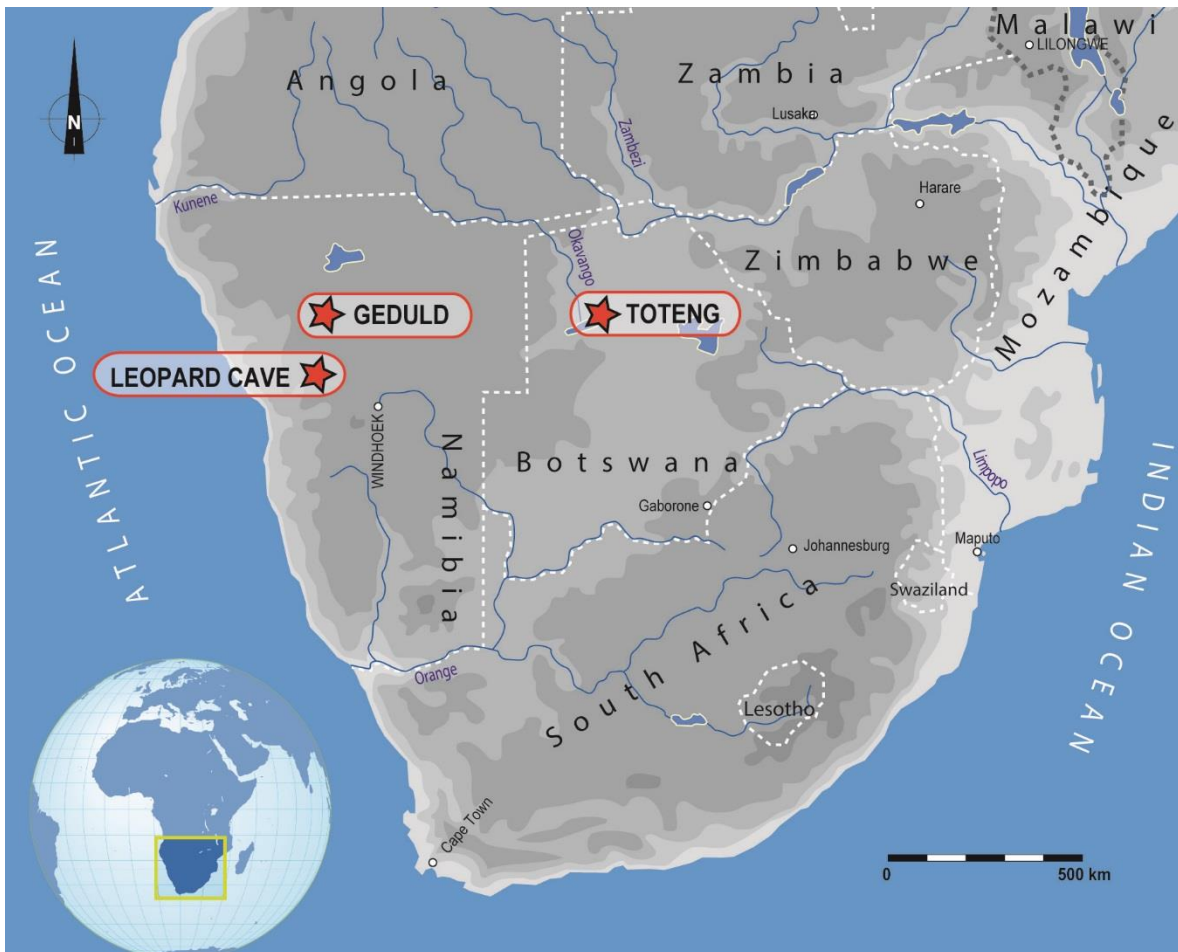 Malawi
LILONGWE
Angola
Zambia
Lusaka
Zambezi
Mozambique
N
Kunene
Harare
Okavango
Zimbabwe
ATLANTIC OCEAN
GEDULD
TOTENG
LEOPARD CAVE
WINDHOEK
Namibia
Botswana
Limpopo
INDIAN OCEAN
Gaborone
Johannesburg
Maputo
Swaziland
South Africa
Orange
Lesotho
Cape Town
0 500 km